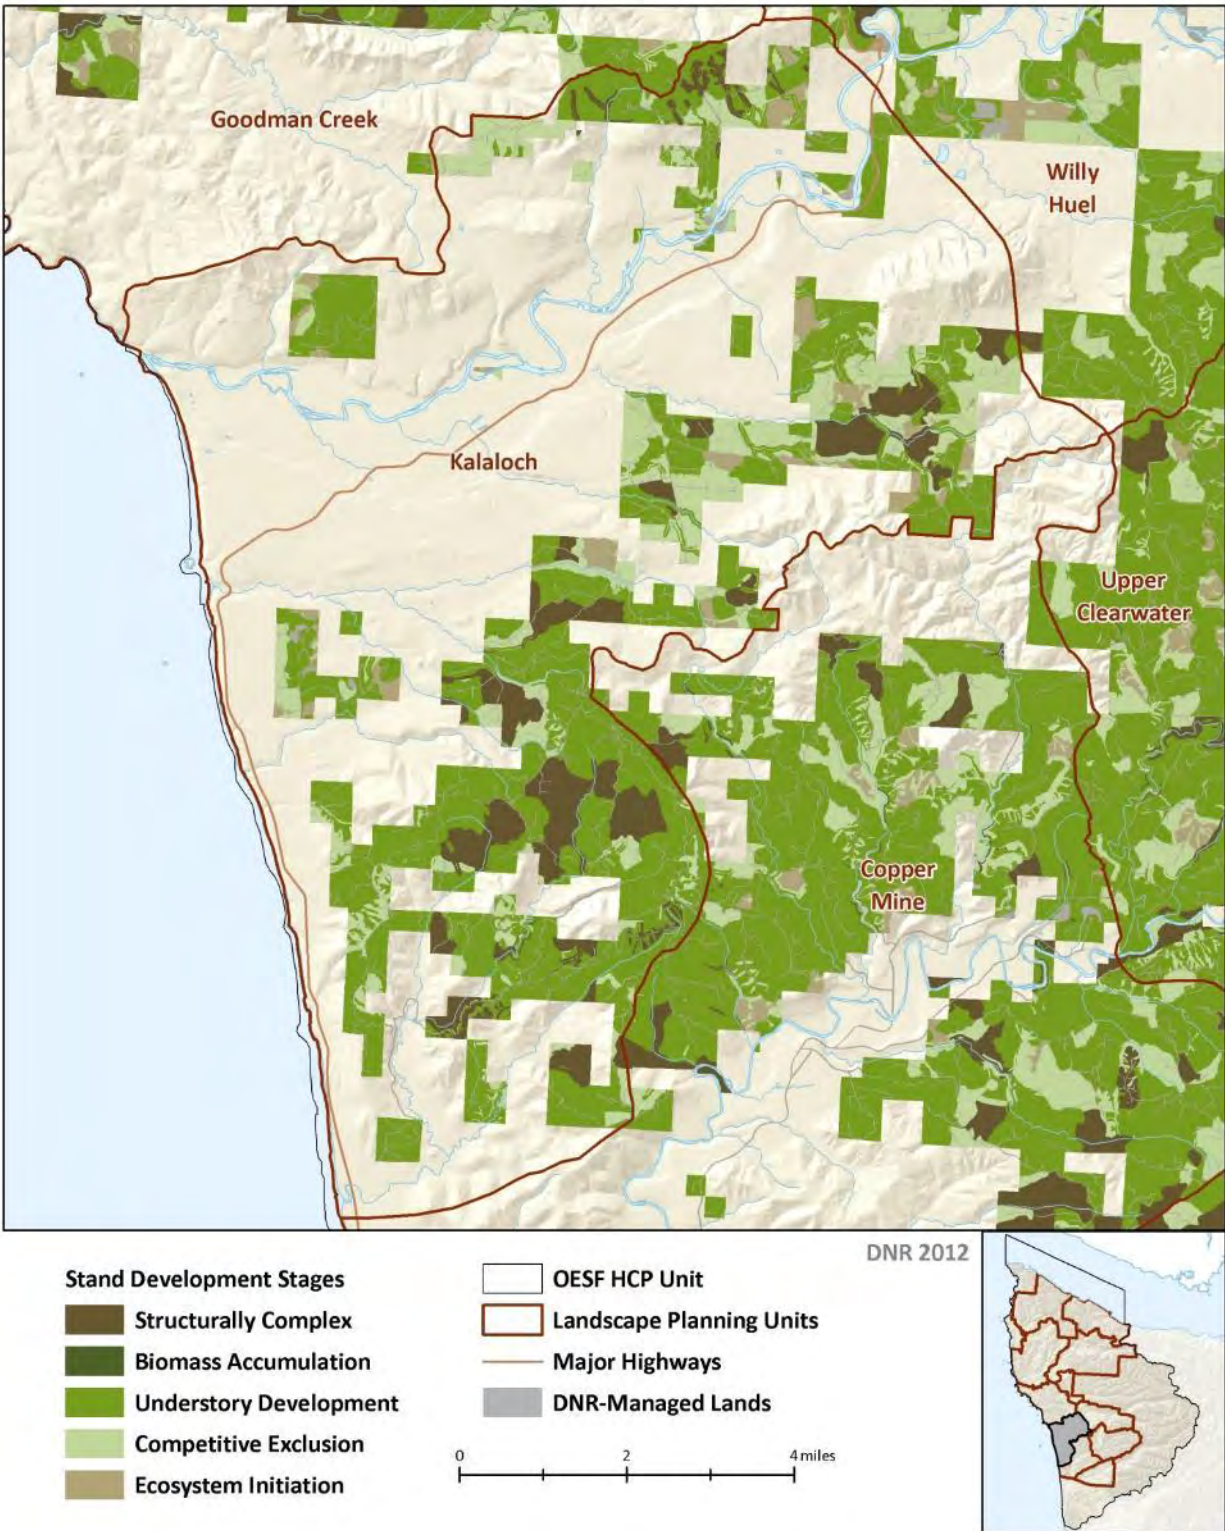 Goodman Creek
Willy
Huel
Kalaloch
Upper
Clearwater
Copper
Mine
DNR 2012
Stand Development Stages
Structurally Complex
Biomass Accumulation
Understory Development
Competitive Exclusion
Ecosystem Initiation
OESF HCP Unit
Landscape Planning Units
Major Highways
DNR-Managed Lands
0 2 4 miles